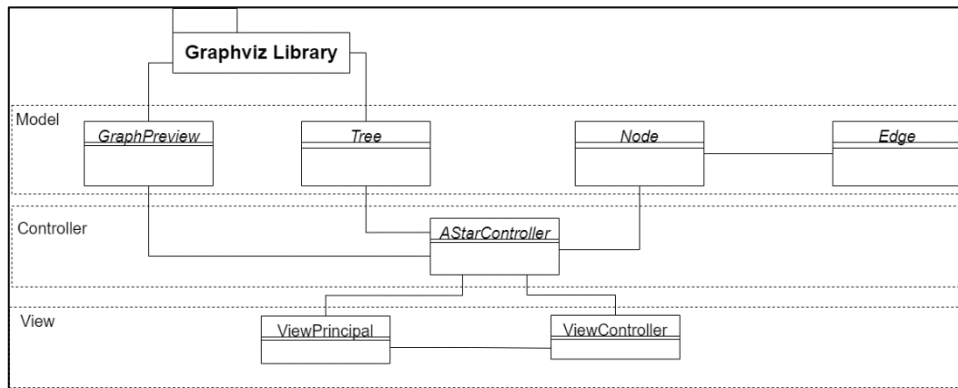 Graphviz Library
Model
GraphPreview
Tree
Node
Edge
Controller
AStarController
View
ViewPrincipal
ViewController